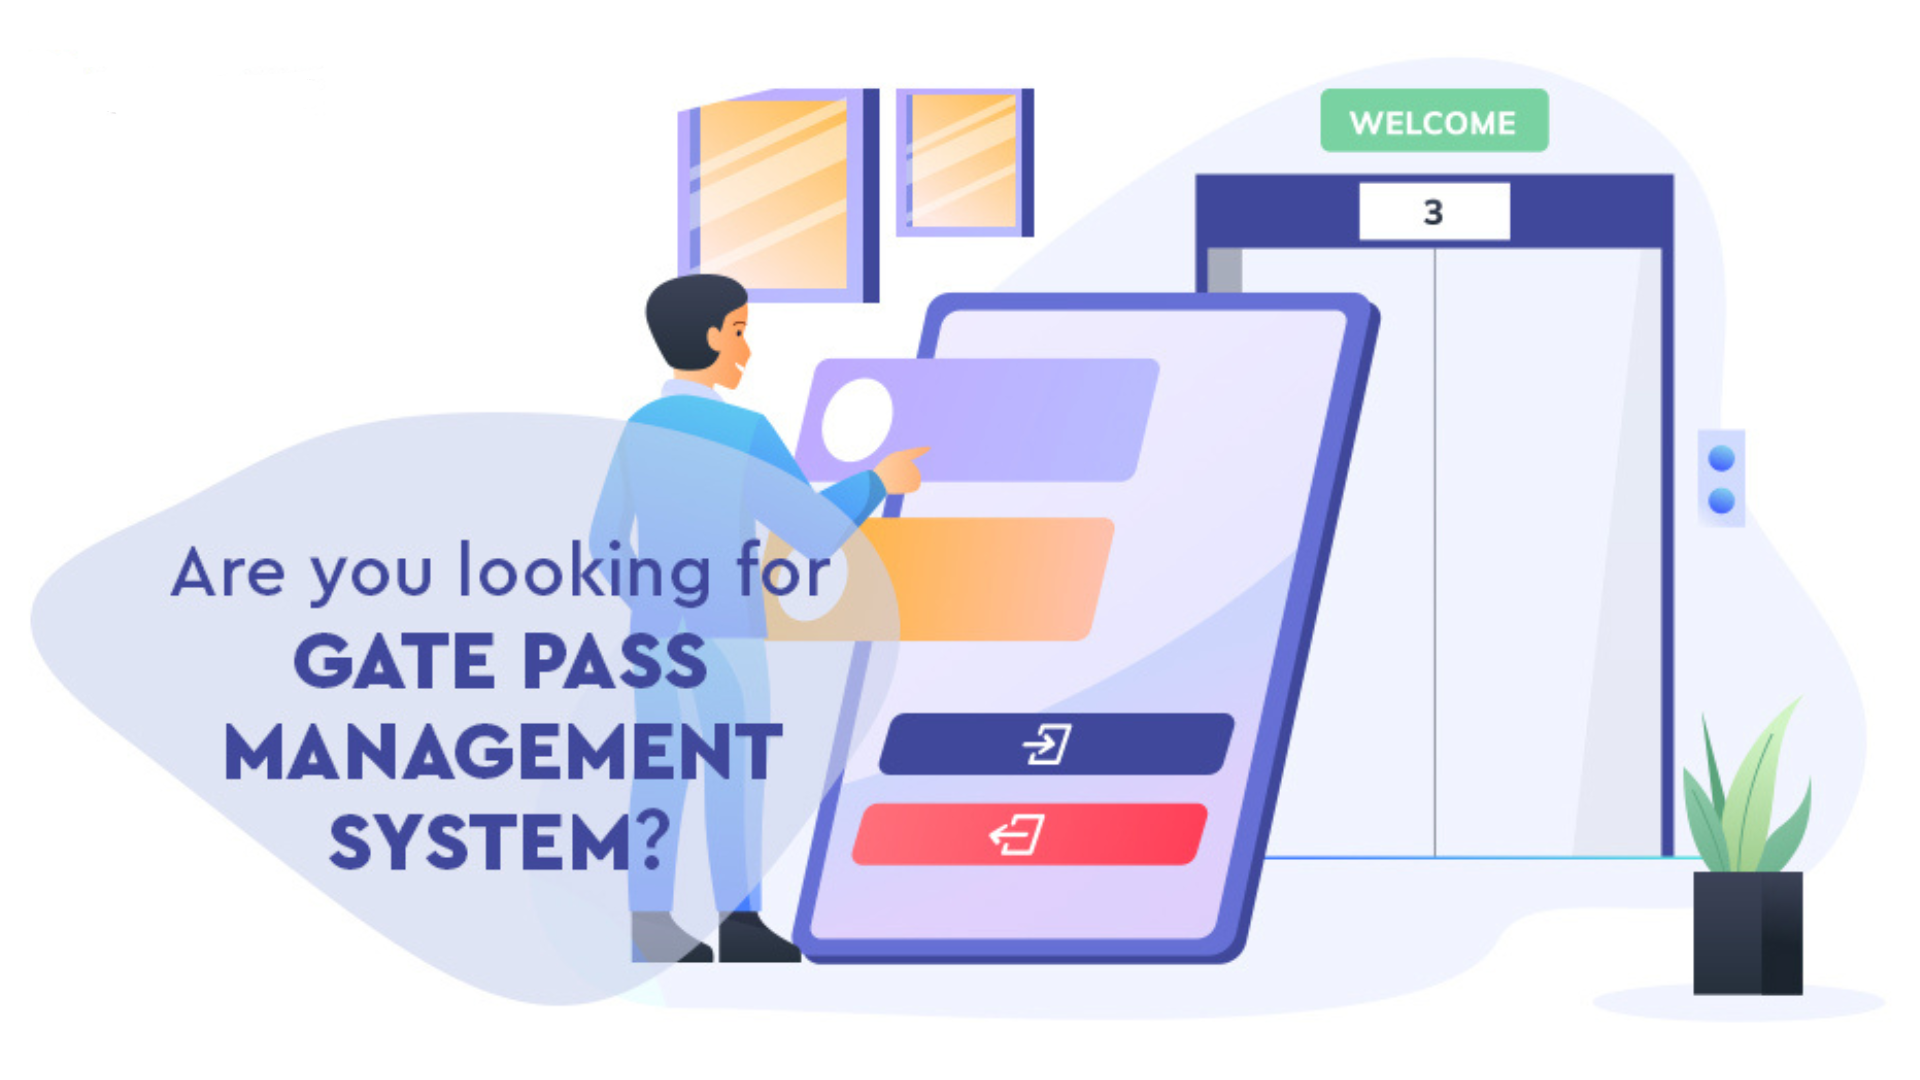 WELCOME
3
Are you looking for
GATE PASS
MANAGEMENT
SYSTEM?